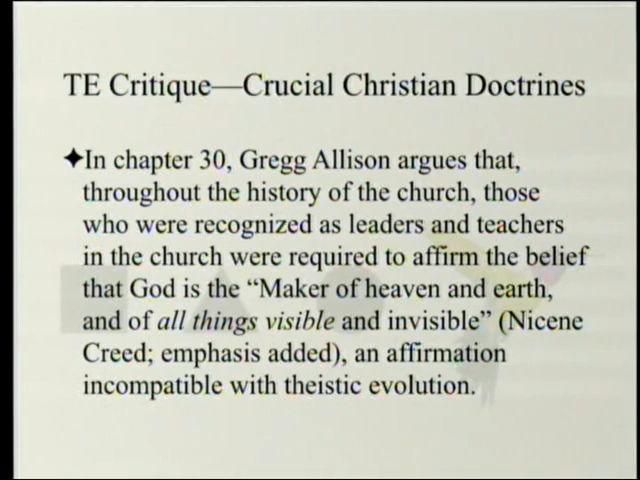 TE Critique—Crucial Christian Doctrines
✦In chapter 30, Gregg Allison argues that,
throughout the history of the church, those
who were recognized as leaders and teachers
in the church were required to affirm the belief
that God is the “Maker of heaven and earth,
and of all things visible and invisible” (Nicene
Creed; emphasis added), an affirmation
incompatible with theistic evolution.